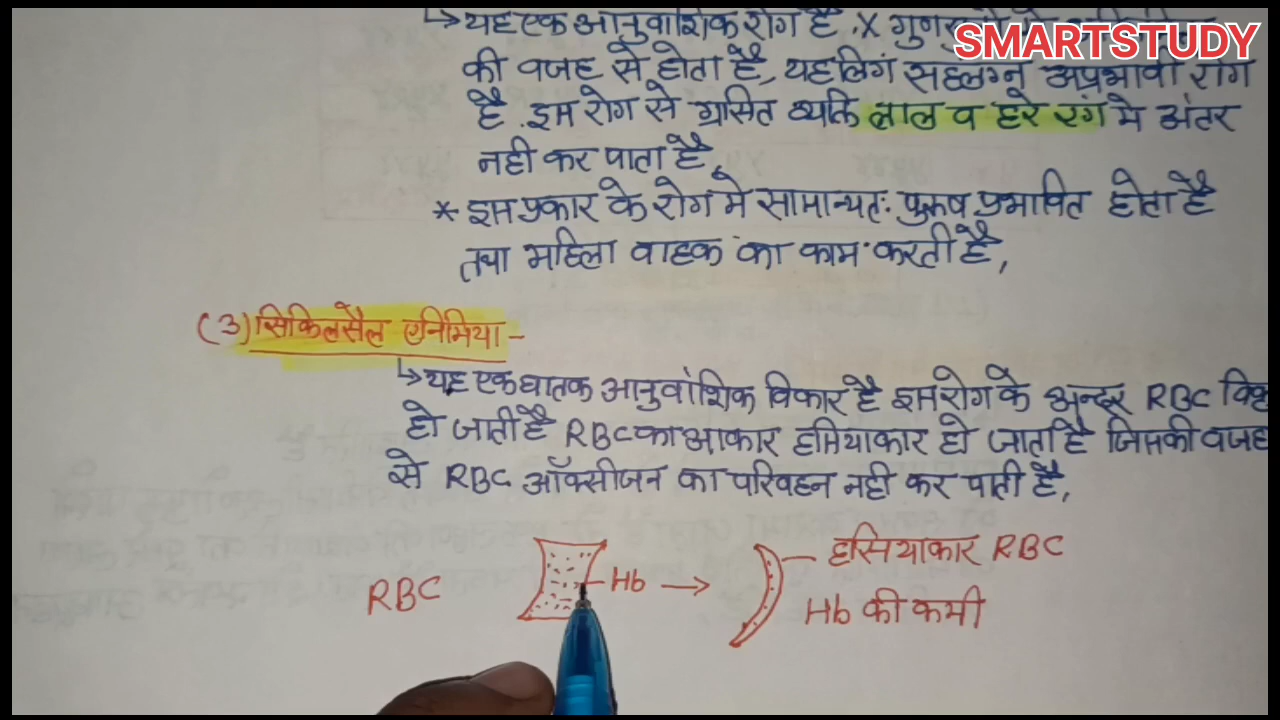 ↳ यह एक आनुवांशिक रोग है. X
SMARTSTUDY
की वजह से होता है, यह लिंग सहलग्न अप्रभावी रोग
है. इस रोग से ग्रसित व्यक्ति लाल व हरे रंग मे अंतर
नही कर पाता है,
* इस प्रकार के रोग मे सामान्यत: पुरुष प्रभावित होता है
तथा महिला वाहक का काम करती है,
(3) सिकिलसैल एनिमिया -
↳ यह एक घातक आनुवांशिक विकार है इस रोग के अन्दर RBC
हो जाती है RBC का आकार हसियाकार हो जाता है जिसकी वजह
से RBC ऑक्सीजन का परिवहन नही कर पाती है,
RBC - Hb → - हसियाकार RBC
Hb की कमी